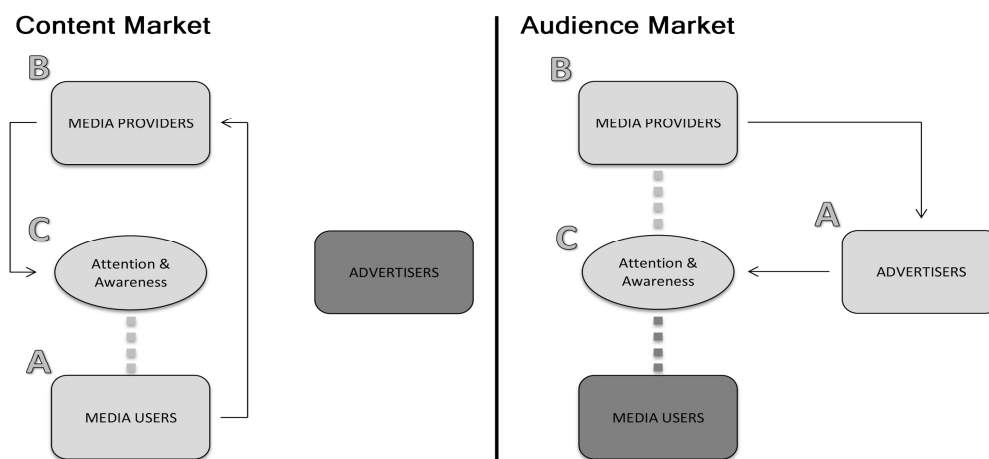 Content Market
B
MEDIA PROVIDERS
C
Attention &
Awareness
ADVERTISERS
A
MEDIA USERS
Audience Market
B
MEDIA PROVIDERS
A
C
Attention &
Awareness
ADVERTISERS
MEDIA USERS